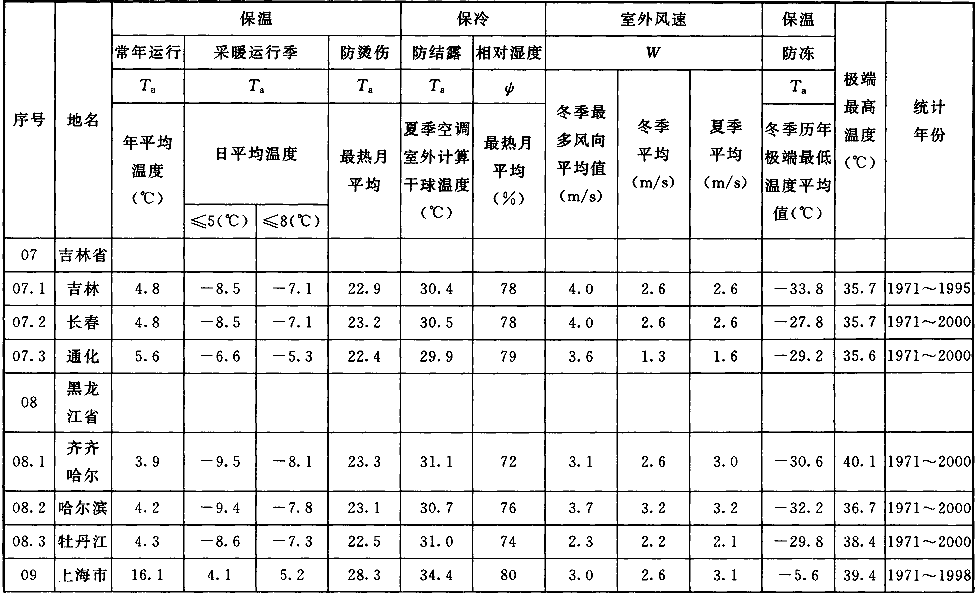 序号 地名 保温 保冷 室外风速 保温 极端最高温度(℃) 统计年份
常年运行 采暖运行季 防烫伤 防结露 相对湿度 W 防冻
Ta Ta Ta Ta ψ Ta
年平均温度(℃) 日平均温度 最热月平均 夏季空调室外计算干球温度(℃) 最热月平均(%) 冬季最多风向平均值(m/s) 冬季平均(m/s) 夏季平均(m/s) 冬季历年极端最低温度平均值(℃)
≤5(℃) ≤8(℃)
07 吉林省
07.1 吉林 4.8 −8.5 −7.1 22.9 30.4 78 4.0 2.6 2.6 −33.8 35.7 1971～1995
07.2 长春 4.8 −8.5 −7.1 23.2 30.5 78 4.0 2.6 2.6 −27.8 35.7 1971～2000
07.3 通化 5.6 −6.6 −5.3 22.4 29.9 79 3.6 1.3 1.6 −29.2 35.6 1971～2000
08 黑龙江省
08.1 齐齐哈尔 3.9 −9.5 −8.1 23.3 31.1 72 3.1 2.6 3.0 −30.6 40.1 1971～2000
08.2 哈尔滨 4.2 −9.4 −7.8 23.1 30.7 76 3.7 3.2 3.2 −32.2 36.7 1971～2000
08.3 牡丹江 4.3 −8.6 −7.3 22.5 31.0 74 2.3 2.2 2.1 −29.8 38.4 1971～2000
09 上海市 16.1 4.1 5.2 28.3 34.4 80 3.0 2.6 3.1 −5.6 39.4 1971～1998